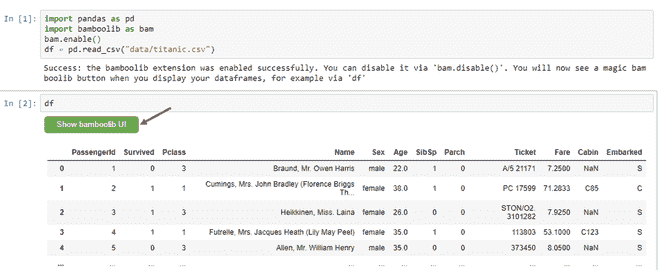 In [1]: import pandas as pd
import bamboolib as bam
bam.enable()
df = pd.read_csv("data/titanic.csv")
Success: the bamboolib extension was enabled successfully. You can disable it via 'bam.disable()'. You will now see a magic bam
boolib button when you display your dataframes, for example via 'df'
In [2]: df
Show bamboolib UI
PassengerId Survived Pclass Name Sex Age SibSp Parch Ticket Fare Cabin Embarked
0 1 0 3 Braund, Mr. Owen Harris male 22.0 1 0 A/5 21171 7.2500 NaN S
1 2 1 1 Cumings, Mrs. John Bradley (Florence Briggs Th... female 38.0 1 0 PC 17599 71.2833 C85 C
2 3 1 3 Heikkinen, Miss. Laina female 26.0 0 0 STON/O2. 3101282 7.9250 NaN S
3 4 1 1 Futrelle, Mrs. Jacques Heath (Lily May Peel) female 35.0 1 0 113803 53.1000 C123 S
4 5 0 3 Allen, Mr. William Henry male 35.0 0 0 373450 8.0500 NaN S
... ... ... ... ... ... ... ... ... ... ... ... ...